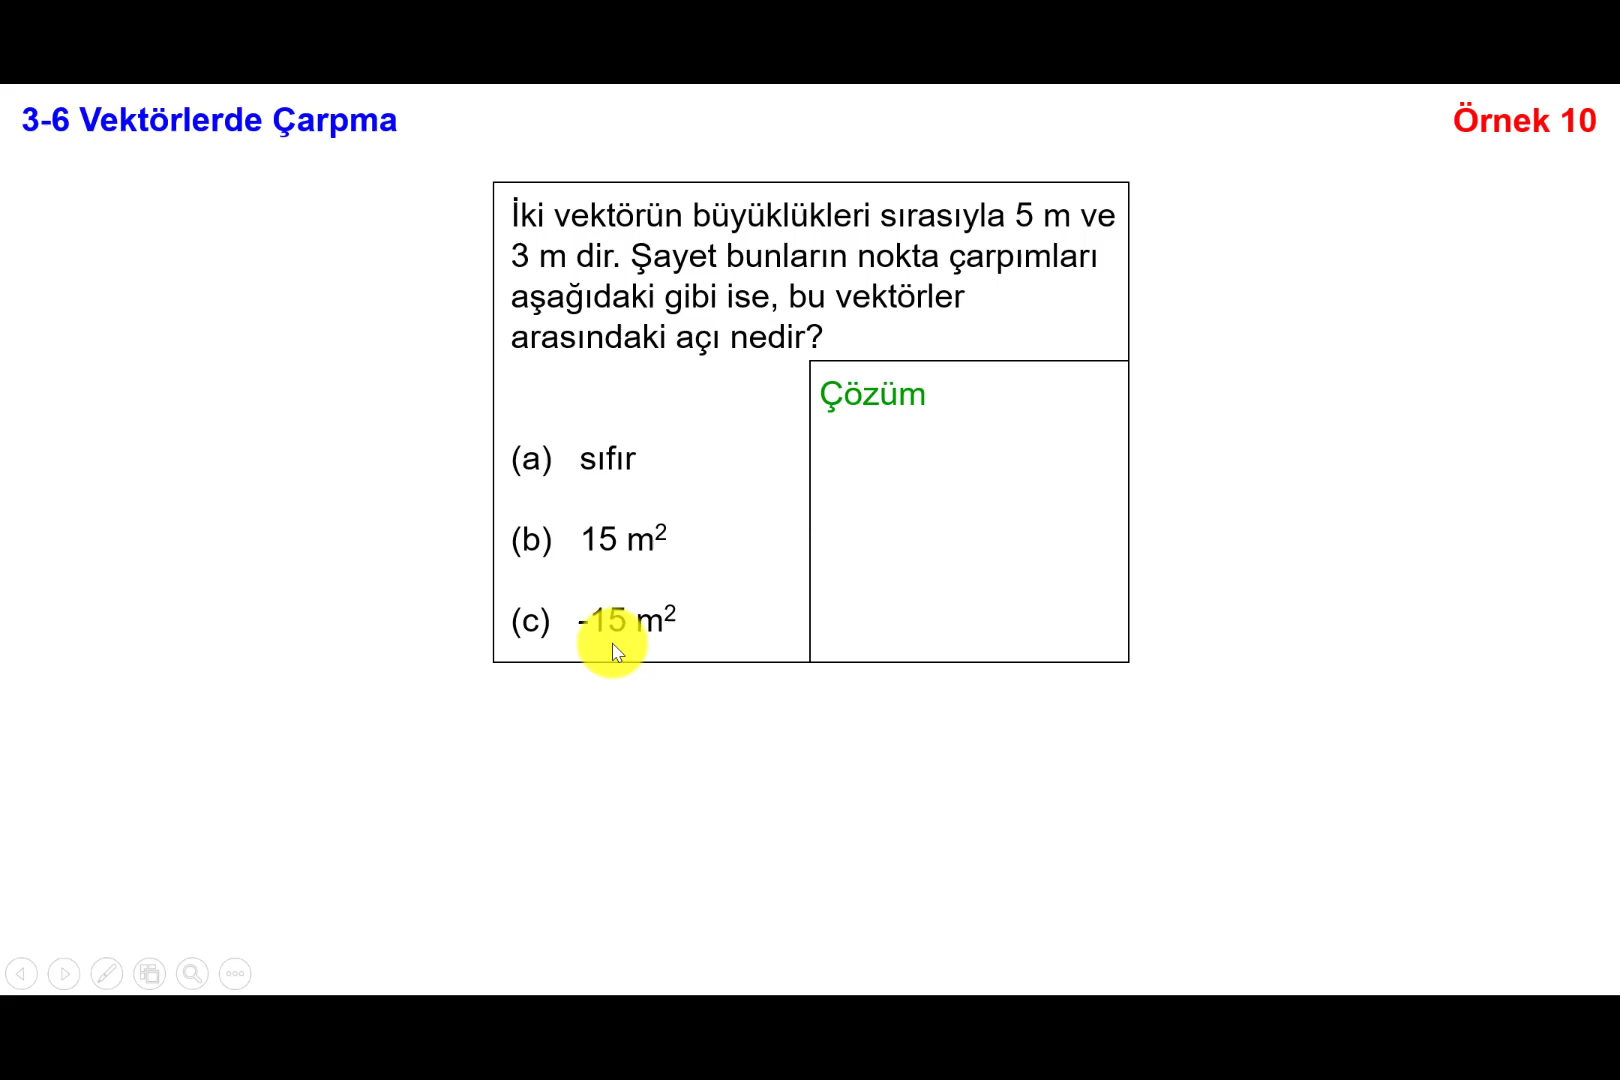 3-6 Vektörlerde Çarpma
Örnek 10
İki vektörün büyüklükleri sırasıyla 5 m ve
3 m dir. Şayet bunların nokta çarpımları
aşağıdaki gibi ise, bu vektörler
arasındaki açı nedir?
Çözüm
(a) sıfır
(b) 15 m²
(c) -15 m²